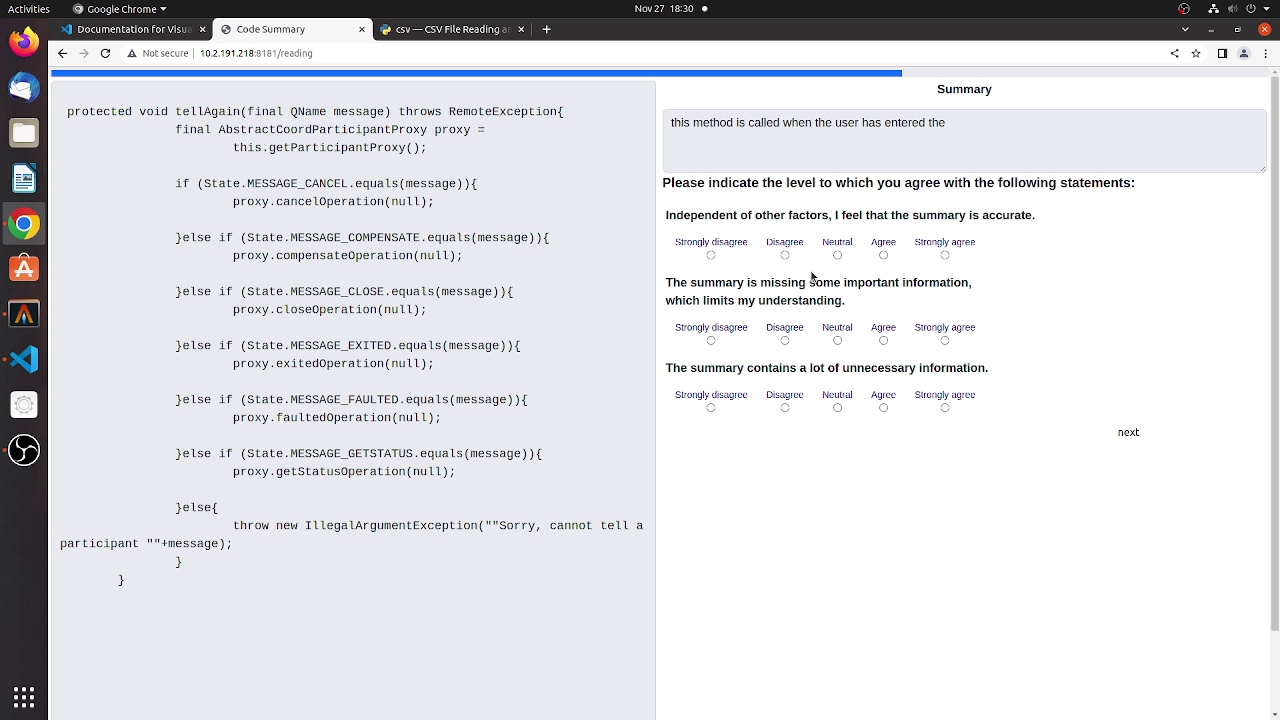 Activities
Google Chrome
Nov 27 18:30
Documentation for Visua
Code Summary
csv — CSV File Reading an
Not secure
10.2.191.218:8181/reading
protected void tellAgain(final QName message) throws RemoteException{
final AbstractCoordParticipantProxy proxy =
this.getParticipantProxy();
if (State.MESSAGE_CANCEL.equals(message)){
proxy.cancelOperation(null);
}else if (State.MESSAGE_COMPENSATE.equals(message)){
proxy.compensateOperation(null);
}else if (State.MESSAGE_CLOSE.equals(message)){
proxy.closeOperation(null);
}else if (State.MESSAGE_EXITED.equals(message)){
proxy.exitedOperation(null);
}else if (State.MESSAGE_FAULTED.equals(message)){
proxy.faultedOperation(null);
}else if (State.MESSAGE_GETSTATUS.equals(message)){
proxy.getStatusOperation(null);
}else{
throw new IllegalArgumentException(""Sorry, cannot tell a
participant ""+message);
}
}
Summary
this method is called when the user has entered the
Please indicate the level to which you agree with the following statements:
Independent of other factors, I feel that the summary is accurate.
Strongly disagree Disagree Neutral Agree Strongly agree
The summary is missing some important information,
which limits my understanding.
Strongly disagree Disagree Neutral Agree Strongly agree
The summary contains a lot of unnecessary information.
Strongly disagree Disagree Neutral Agree Strongly agree
next